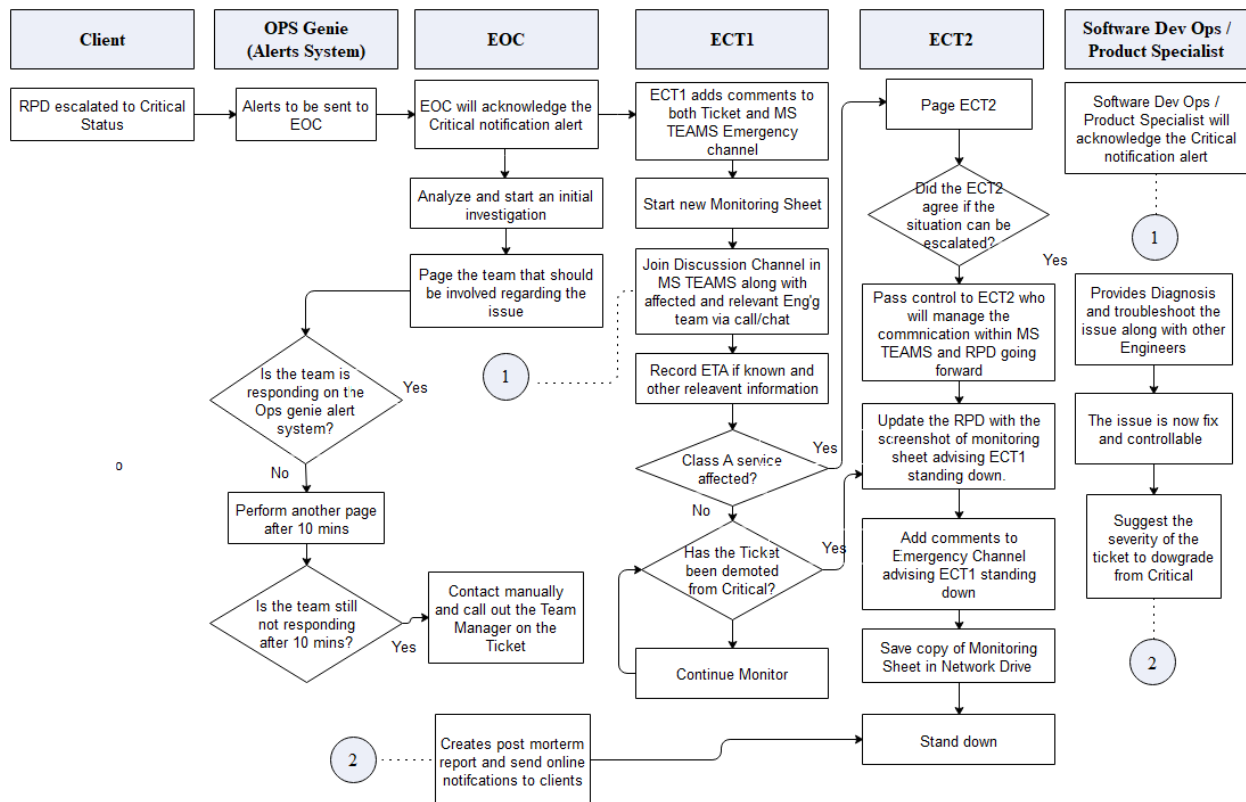 Client
OPS Genie
(Alerts System)
EOC
ECT1
ECT2
Software Dev Ops /
Product Specialist
RPD escalated to Critical
Status
Alerts to be sent to
EOC
EOC will acknowledge the
Critical notification alert
ECT1 adds comments to
both Ticket and MS
TEAMS Emergency
channel
Page ECT2
Software Dev Ops /
Product Specialist will
acknowledge the Critical
notification alert
Analyze and start an initial
investigation
Start new Monitoring Sheet
Did the ECT2
agree if the
situation can be
escalated?
1
Yes
Page the team that should
be involved regarding the
issue
Join Discussion Channel in
MS TEAMS along with
affected and relevant Eng'g
team via call/chat
Pass control to ECT2 who
will manage the
commnication within MS
TEAMS and RPD going
forward
Provides Diagnosis
and troubleshoot the
issue along with other
Engineers
Is the team is
responding on the
Ops genie alert
system?
Yes
1
Record ETA if known and
other releavent information
Update the RPD with the
screenshot of monitoring
sheet advising ECT1
standing down.
The issue is now fix
and controllable
o
No
Class A service
affected?
Yes
No
Perform another page
after 10 mins
Has the Ticket
been demoted
from Critical?
Yes
Add comments to
Emergency Channel
advising ECT1 standing
down
Suggest the
severity of the
ticket to dowgrade
from Critical
Is the team still
not responding
after 10 mins?
Yes
Contact manually
and call out the Team
Manager on the
Ticket
Continue Monitor
Save copy of Monitoring
Sheet in Network Drive
2
2
Creates post morterm
report and send online
notifcations to clients
Stand down